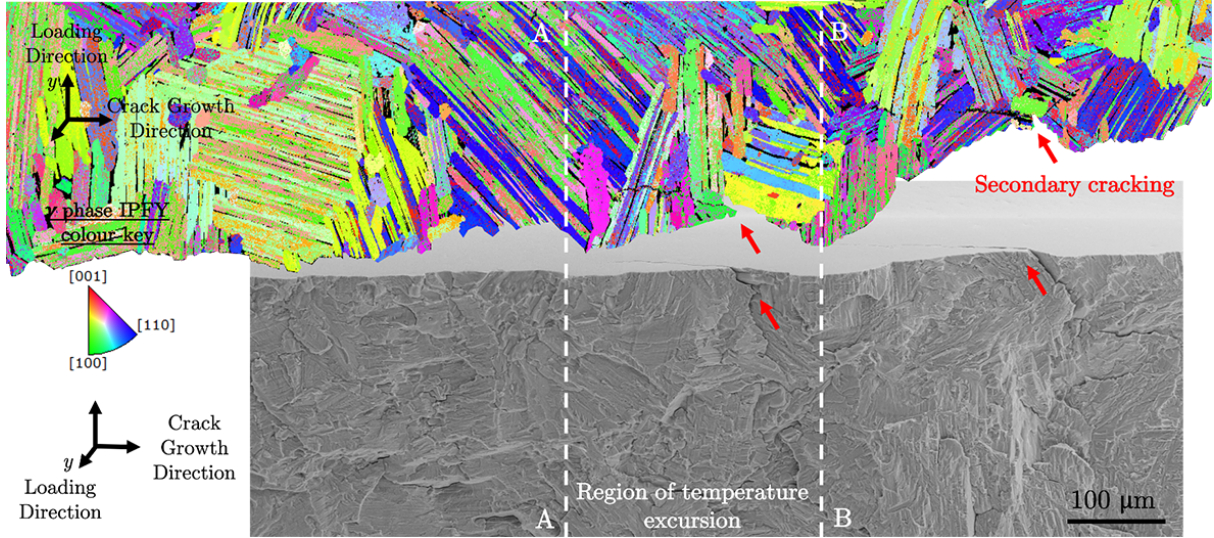 Loading
Direction
y
Crack Growth
Direction
A
B
Secondary cracking
γ phase IPFY
colour-key
[001]
[110]
[100]
Crack
Growth
Direction
y
Loading
Direction
Region of temperature
excursion
A
B
100 μm